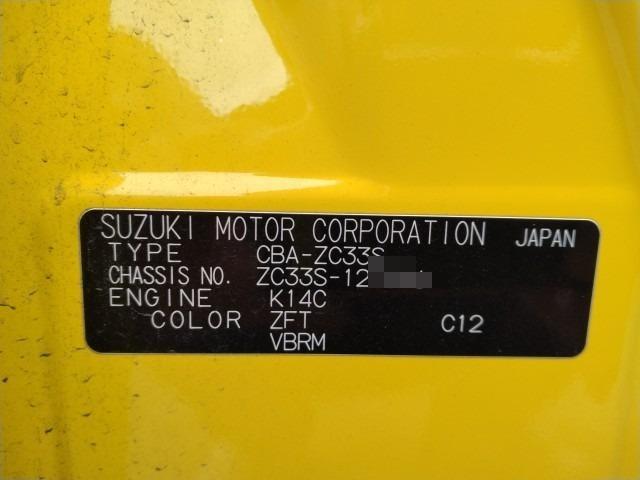 SUZUKI MOTOR CORPORATION JAPAN
TYPE CBA-ZC33S
CHASSIS NO. ZC33S-12
ENGINE K14C
COLOR ZFT C12
VBRM